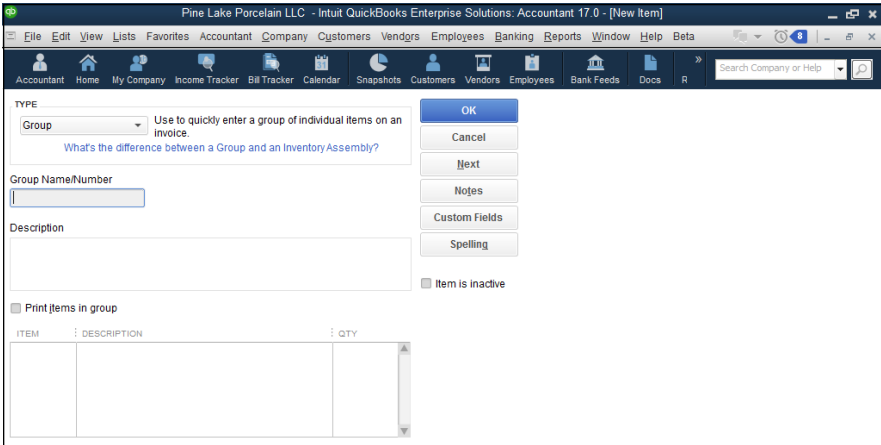 qb Pine Lake Porcelain LLC - Intuit QuickBooks Enterprise Solutions: Accountant 17.0 - [New Item]
File Edit View Lists Favorites Accountant Company Customers Vendors Employees Banking Reports Window Help Beta 8
Accountant Home My Company Income Tracker Bill Tracker Calendar 31 Snapshots Customers Vendors Employees Bank Feeds Docs R » Search Company or Help
TYPE
Group Use to quickly enter a group of individual items on an
invoice.
What's the difference between a Group and an Inventory Assembly?
Group Name/Number
Description
Print items in group
ITEM DESCRIPTION QTY
OK
Cancel
Next
Notes
Custom Fields
Spelling
Item is inactive